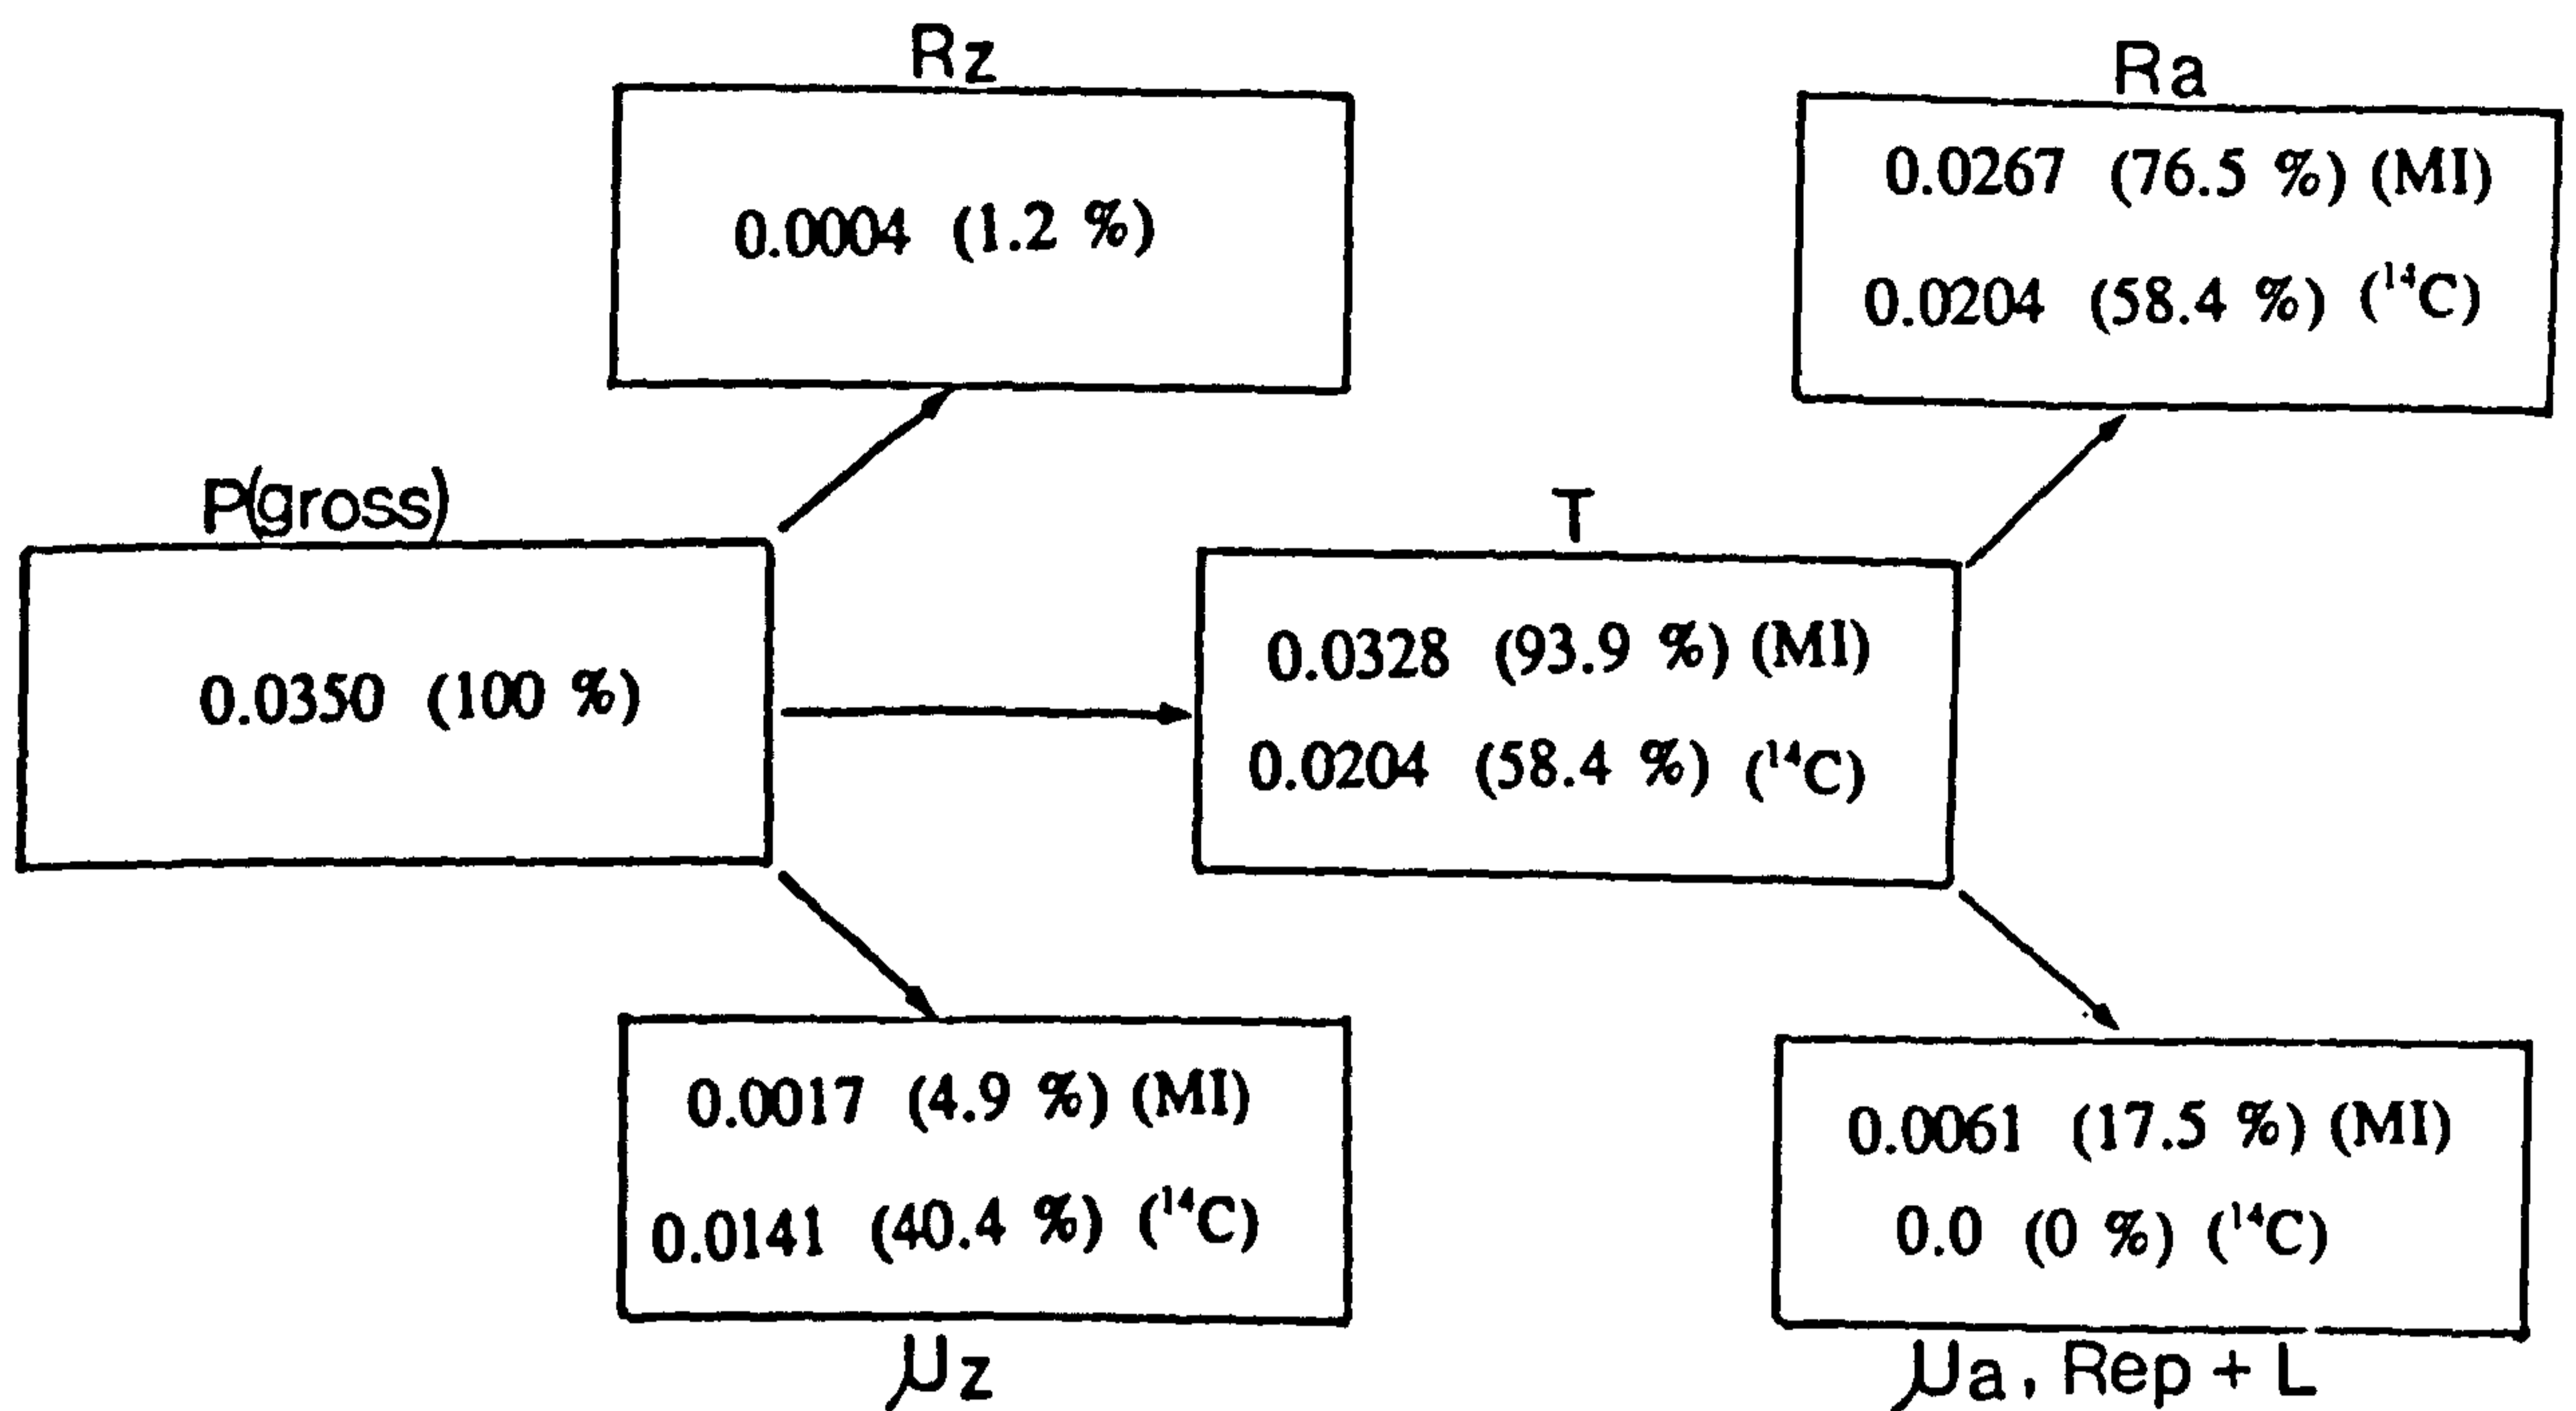 Rz
0.0004 (1.2 %)
Ra
0.0267 (76.5 %) (MI)
0.0204 (58.4 %) (¹⁴C)
P(gross)
0.0350 (100 %)
T
0.0328 (93.9 %) (MI)
0.0204 (58.4 %) (¹⁴C)
0.0017 (4.9 %) (MI)
0.0141 (40.4 %) (¹⁴C)
μz
0.0061 (17.5 %) (MI)
0.0 (0 %) (¹⁴C)
μa, Rep + L